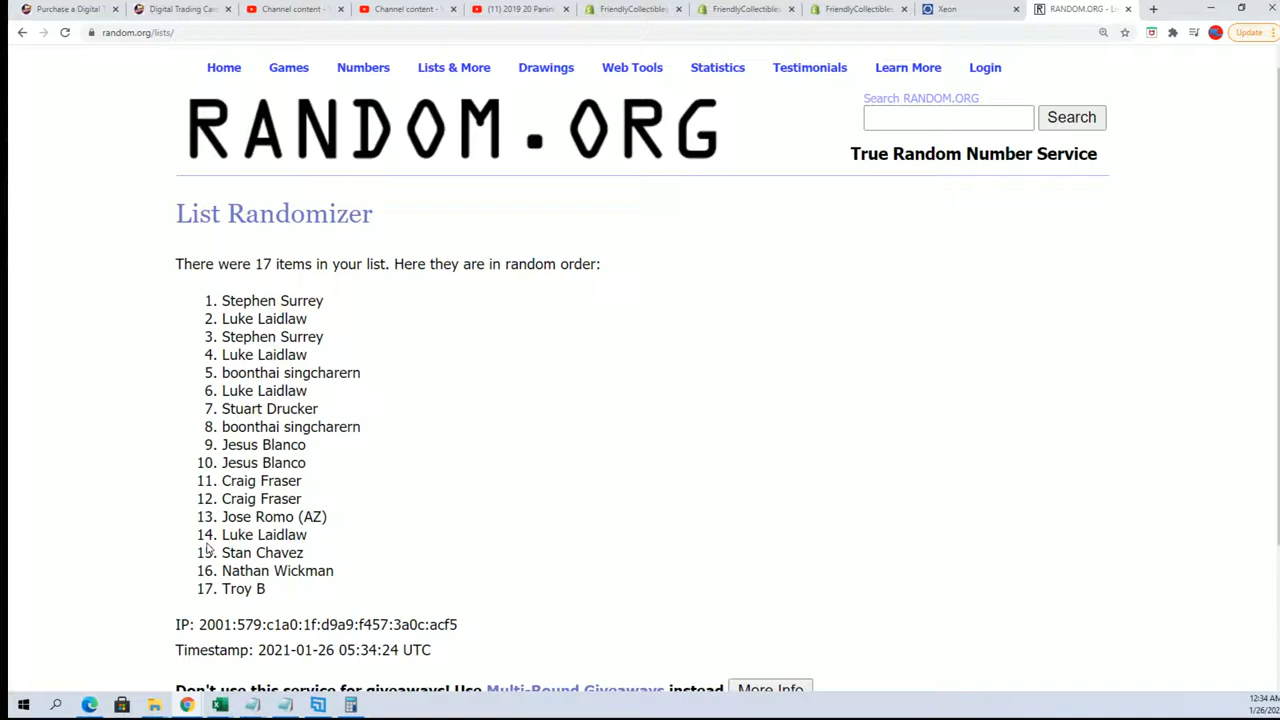 Purchase a Digital T
Digital Trading Car
Channel content -
Channel content -
(11) 2019 20 Panini
FriendlyCollectibles
FriendlyCollectibles
FriendlyCollectibles
Xeon
RANDOM.ORG - Li
random.org/lists/
Update
Home Games Numbers Lists & More Drawings Web Tools Statistics Testimonials Learn More Login
RANDOM.ORG
Search RANDOM.ORG
Search
True Random Number Service
List Randomizer
There were 17 items in your list. Here they are in random order:
1. Stephen Surrey
2. Luke Laidlaw
3. Stephen Surrey
4. Luke Laidlaw
5. boonthai singcharern
6. Luke Laidlaw
7. Stuart Drucker
8. boonthai singcharern
9. Jesus Blanco
10. Jesus Blanco
11. Craig Fraser
12. Craig Fraser
13. Jose Romo (AZ)
14. Luke Laidlaw
15. Stan Chavez
16. Nathan Wickman
17. Troy B
IP: 2001:579:c1a0:1f:d9a9:f457:3a0c:acf5
Timestamp: 2021-01-26 05:34:24 UTC
Don't use this service for giveaways! Use Multi-Round Giveaways instead More Info
12:34 AM
1/26/202